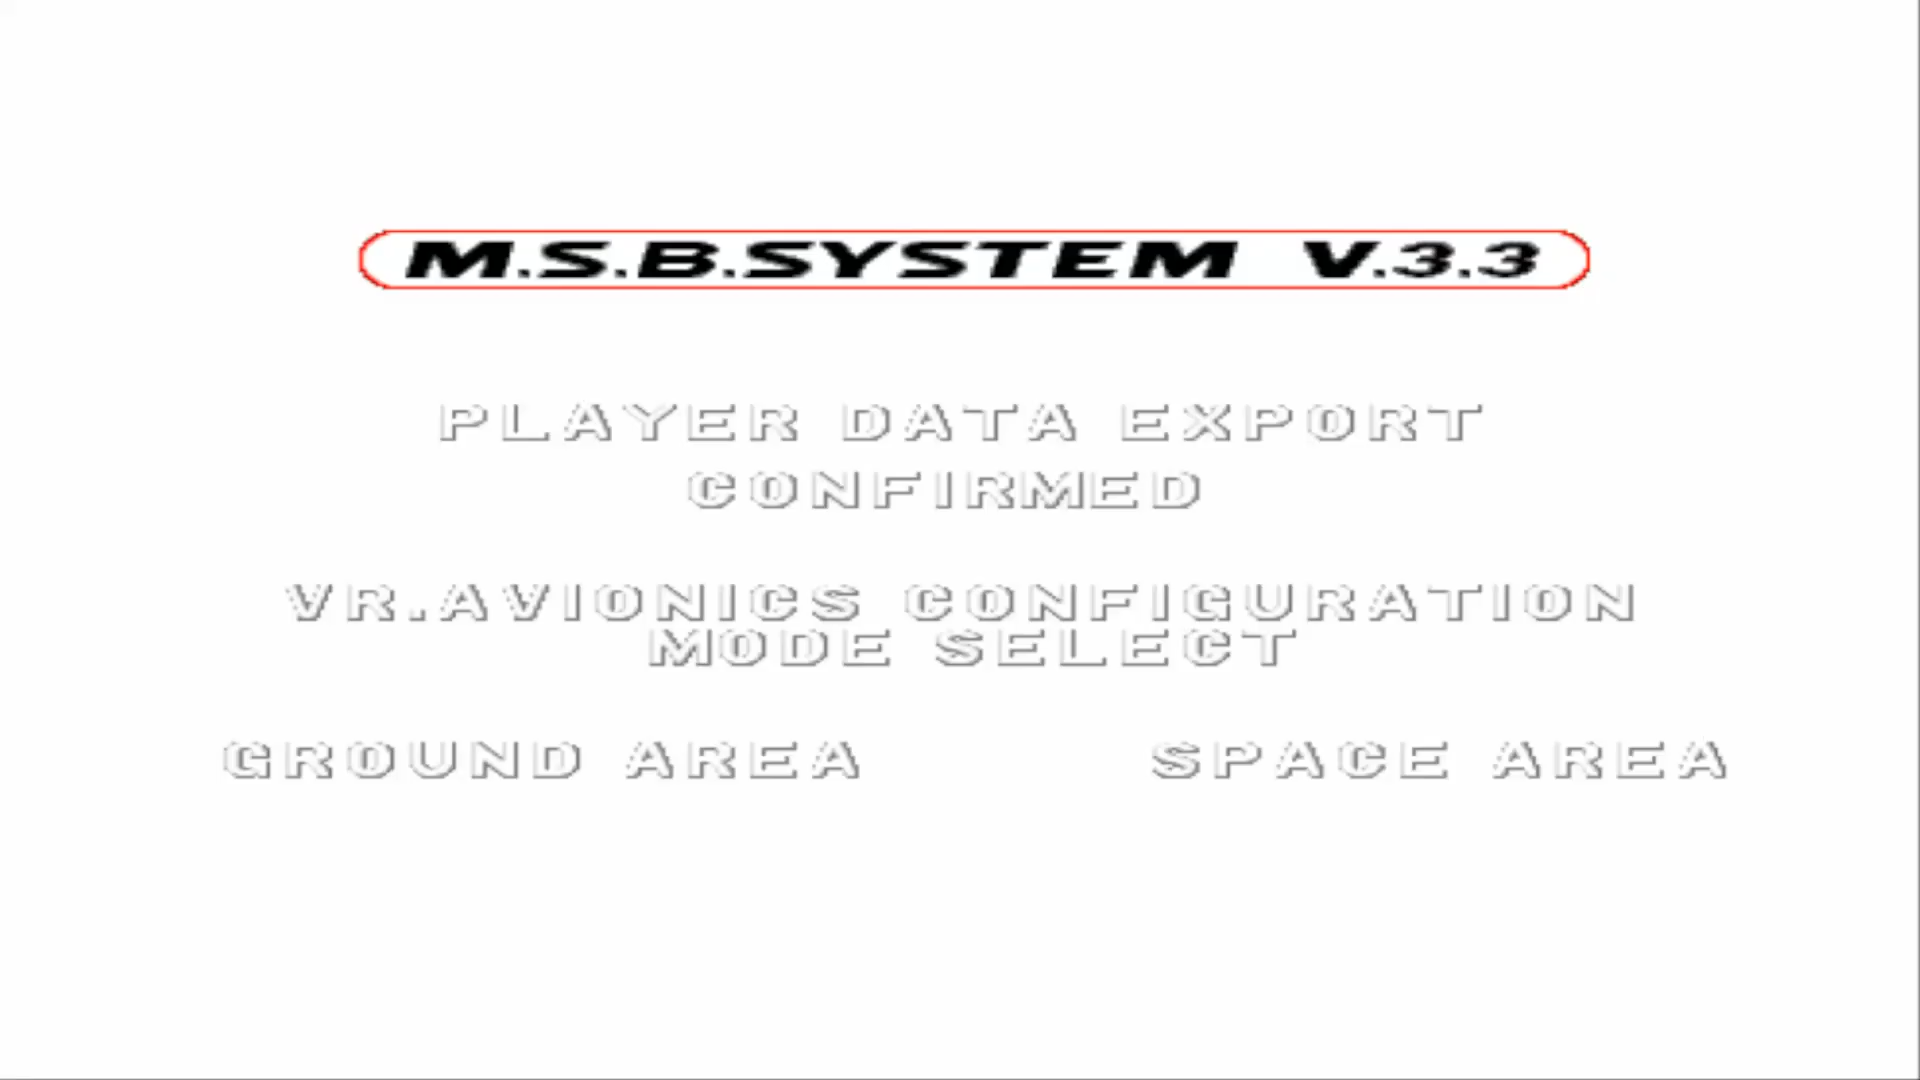 M.S.B.SYSTEM V.3.3
PLAYER DATA EXPORT
CONFIRMED
VR.AVIONICS CONFIGURATION
MODE SELECT
GROUND AREA SPACE AREA